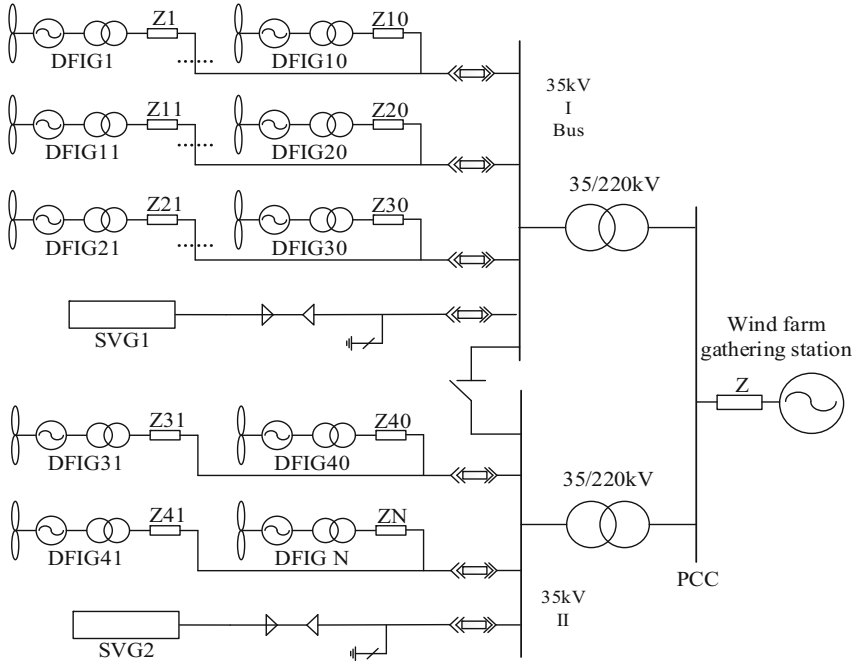 Z1
Z10
DFIG1
......
DFIG10
35kV
I
Bus
Z11
Z20
DFIG11
......
DFIG20
Z21
Z30
35/220kV
DFIG21
......
DFIG30
SVG1
Wind farm
gathering station
Z
Z31
Z40
DFIG31
DFIG40
35/220kV
Z41
ZN
DFIG41
DFIG N
PCC
35kV
II
SVG2